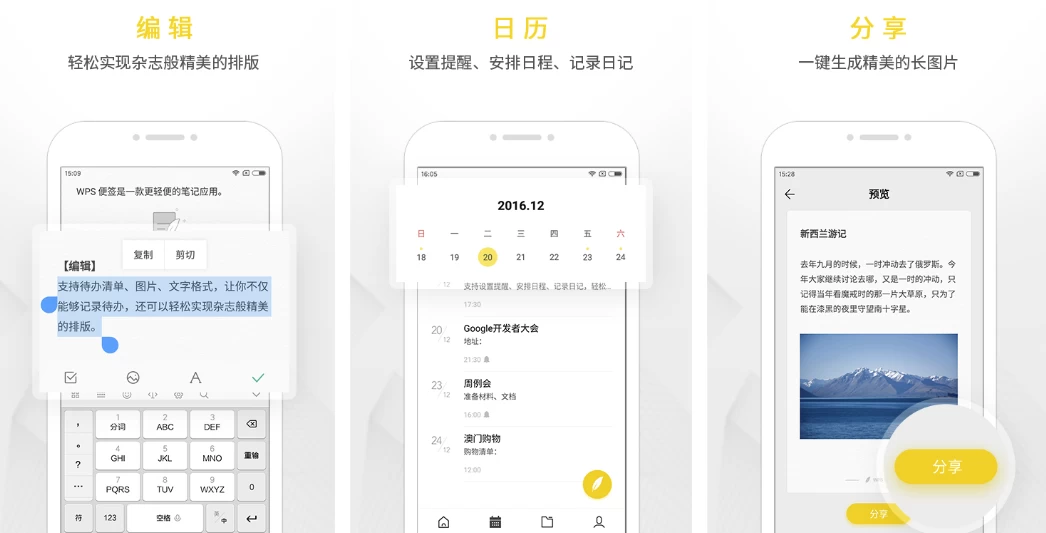 编辑
轻松实现杂志般精美的排版
15:09
WPS 便签是一款更轻便的笔记应用。
复制 剪切
【编辑】
支持待办清单、图片、文字格式，让你不仅
能够记录待办，还可以轻松实现杂志般精美
的排版。
A
， 1 2 3
分词 ABC DEF
。 4 5 6
GHI JKL MNO 重输
? 7 8 9
… PQRS TUV WXYZ 0
符 123 空格 英/中
日历
设置提醒、安排日程、记录日记
16:05
2016.12
日 一 二 三 四 五 六
18 19 20 21 22 23 24
支持设置提醒、安排日程、记录日记，轻松...
17:30
20/12 Google开发者大会
地址：
21:30
23/12 周例会
准备材料、文档
16:00
24/12 澳门购物
购物清单：
12:00
分享
一键生成精美的长图片
15:28
预览
新西兰游记
去年九月的时候，一时冲动去了俄罗斯。今
年大家继续讨论去哪，又是一时的冲动，只
记得当年看魔戒时的那一片大草原，只为了
能在漆黑的夜里守望南十字星。
分享
分享